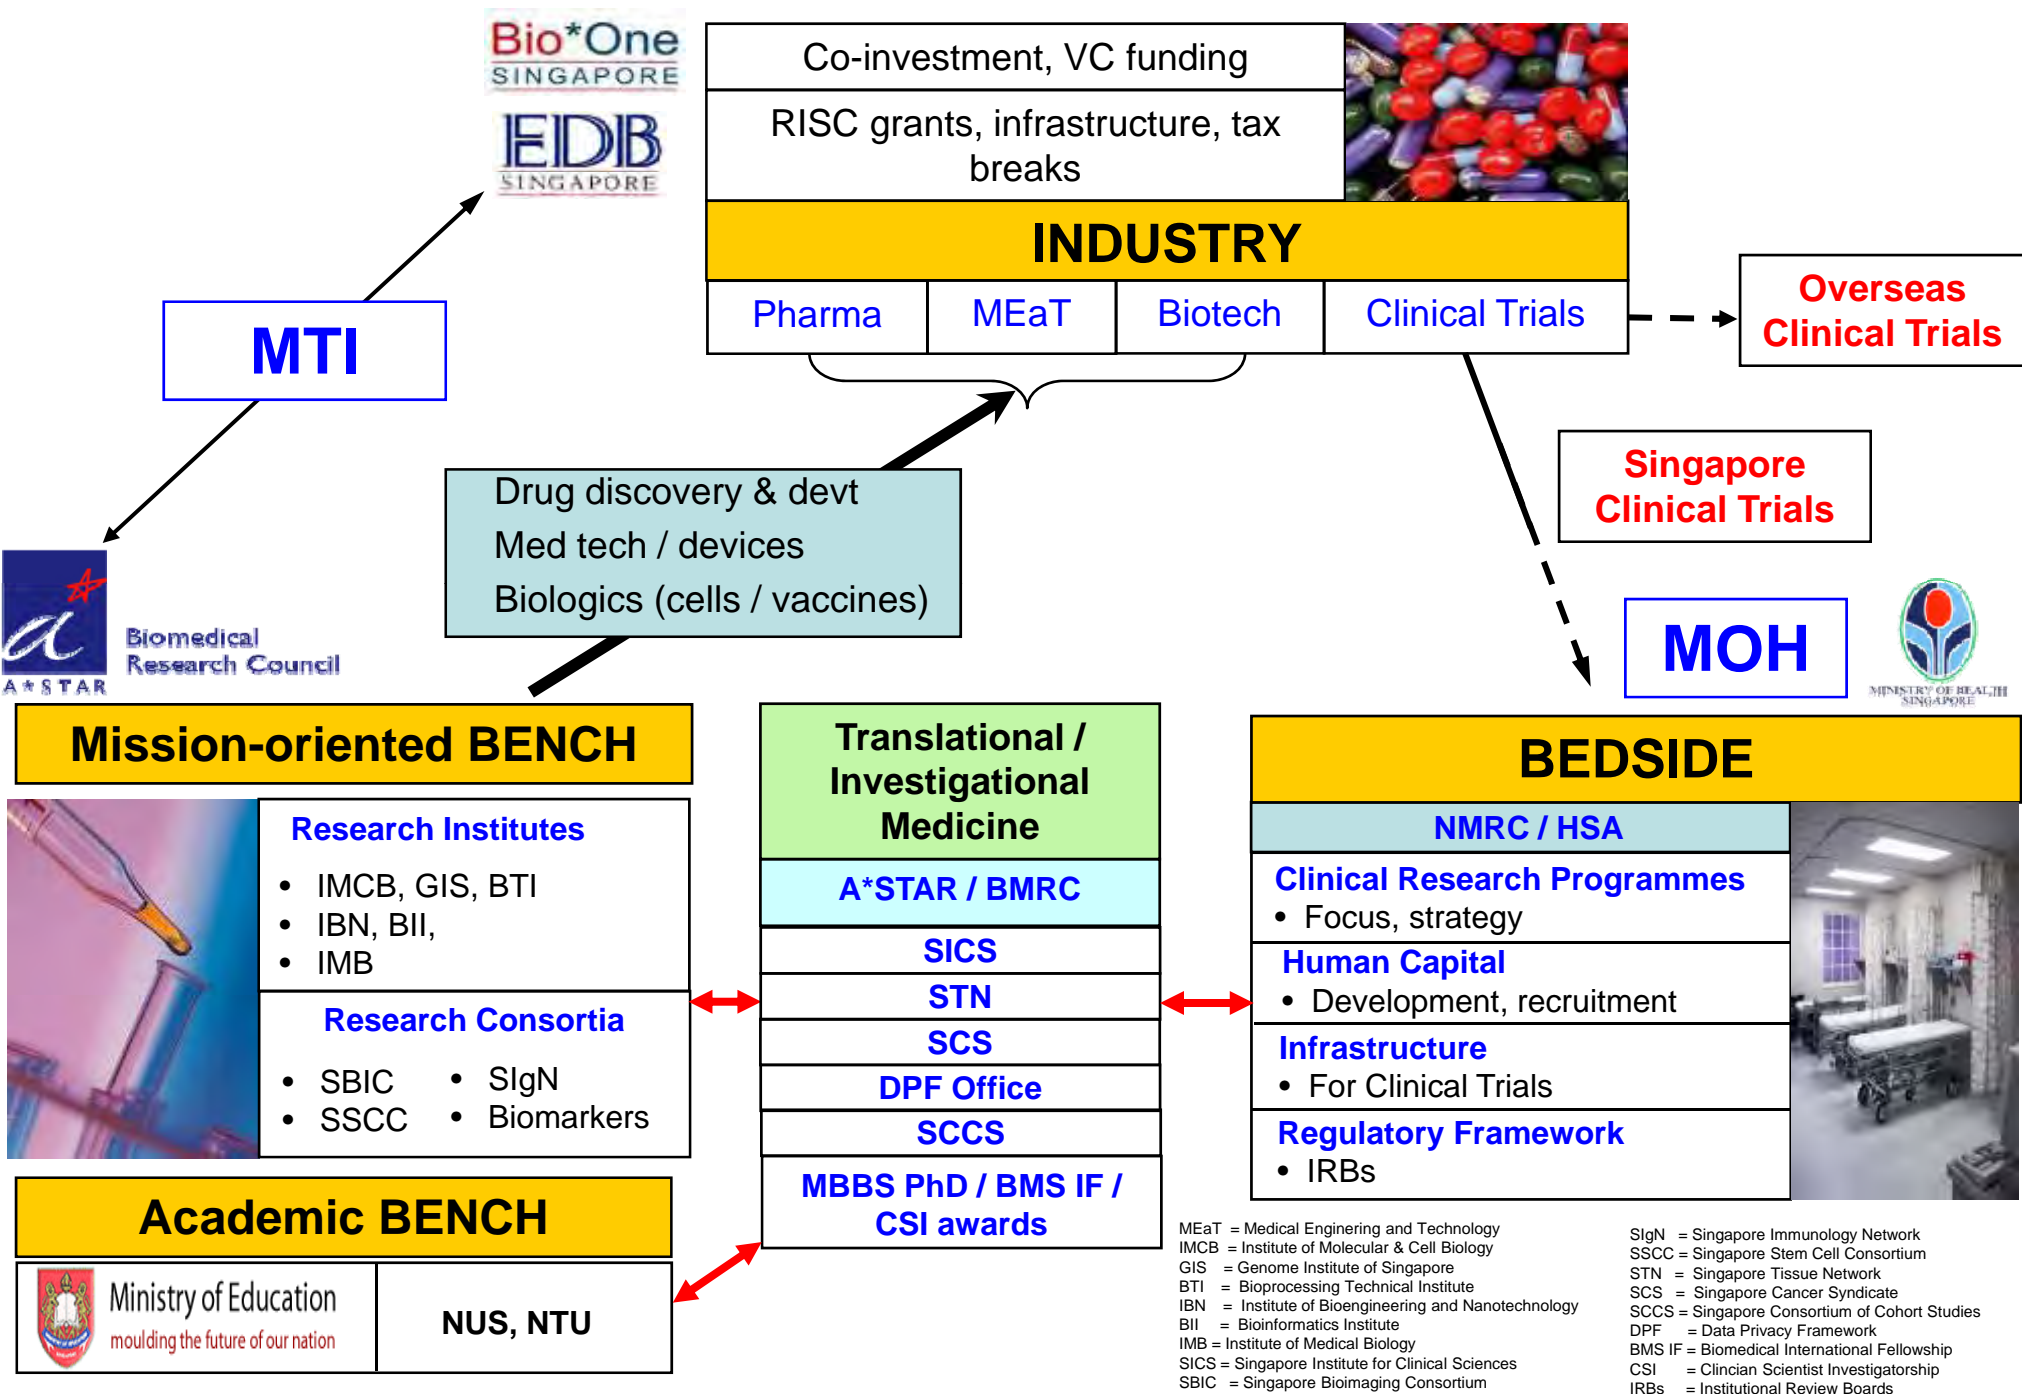 Bio*One
SINGAPORE
EDB
SINGAPORE
Co-investment, VC funding
RISC grants, infrastructure, tax
breaks
INDUSTRY
Pharma
MEaT
Biotech
Clinical Trials
Overseas
Clinical Trials
MTI
Singapore
Clinical Trials
Drug discovery & devt
Med tech / devices
Biologics (cells / vaccines)
a
A*STAR
Biomedical
Research Council
MOH
MINISTRY OF HEALTH
SINGAPORE
Mission-oriented BENCH
Research Institutes
• IMCB, GIS, BTI
• IBN, BII,
• IMB
Research Consortia
• SBIC
• SSCC
• SIgN
• Biomarkers
Academic BENCH
Ministry of Education
moulding the future of our nation
NUS, NTU
Translational /
Investigational
Medicine
A*STAR / BMRC
SICS
STN
SCS
DPF Office
SCCS
MBBS PhD / BMS IF /
CSI awards
BEDSIDE
NMRC / HSA
Clinical Research Programmes
• Focus, strategy
Human Capital
• Development, recruitment
Infrastructure
• For Clinical Trials
Regulatory Framework
• IRBs
MEaT = Medical Enginering and Technology
IMCB = Institute of Molecular & Cell Biology
GIS = Genome Institute of Singapore
BTI = Bioprocessing Technical Institute
IBN = Institute of Bioengineering and Nanotechnology
BII = Bioinformatics Institute
IMB = Institute of Medical Biology
SICS = Singapore Institute for Clinical Sciences
SBIC = Singapore Bioimaging Consortium
SIgN = Singapore Immunology Network
SSCC = Singapore Stem Cell Consortium
STN = Singapore Tissue Network
SCS = Singapore Cancer Syndicate
SCCS = Singapore Consortium of Cohort Studies
DPF = Data Privacy Framework
BMS IF = Biomedical International Fellowship
CSI = Clincian Scientist Investigatorship
IRBs = Institutional Review Boards